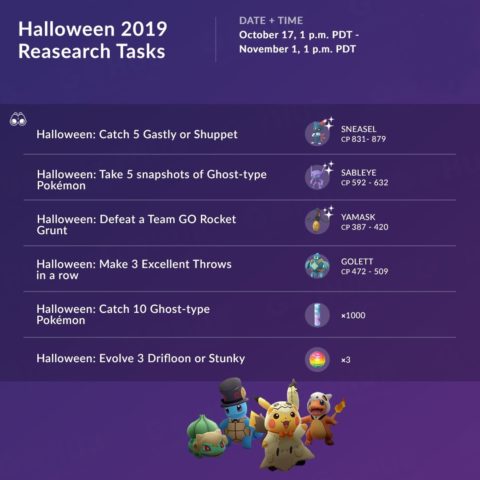 Halloween 2019
Reasearch Tasks
DATE + TIME
October 17, 1 p.m. PDT -
November 1, 1 p.m. PDT
Halloween: Catch 5 Gastly or Shuppet
SNEASEL
CP 831- 879
Halloween: Take 5 snapshots of Ghost-type
Pokémon
SABLEYE
CP 592 - 632
Halloween: Defeat a Team GO Rocket
Grunt
YAMASK
CP 387 - 420
Halloween: Make 3 Excellent Throws
in a row
GOLETT
CP 472 - 509
Halloween: Catch 10 Ghost-type
Pokémon
×1000
Halloween: Evolve 3 Drifloon or Stunky
×3